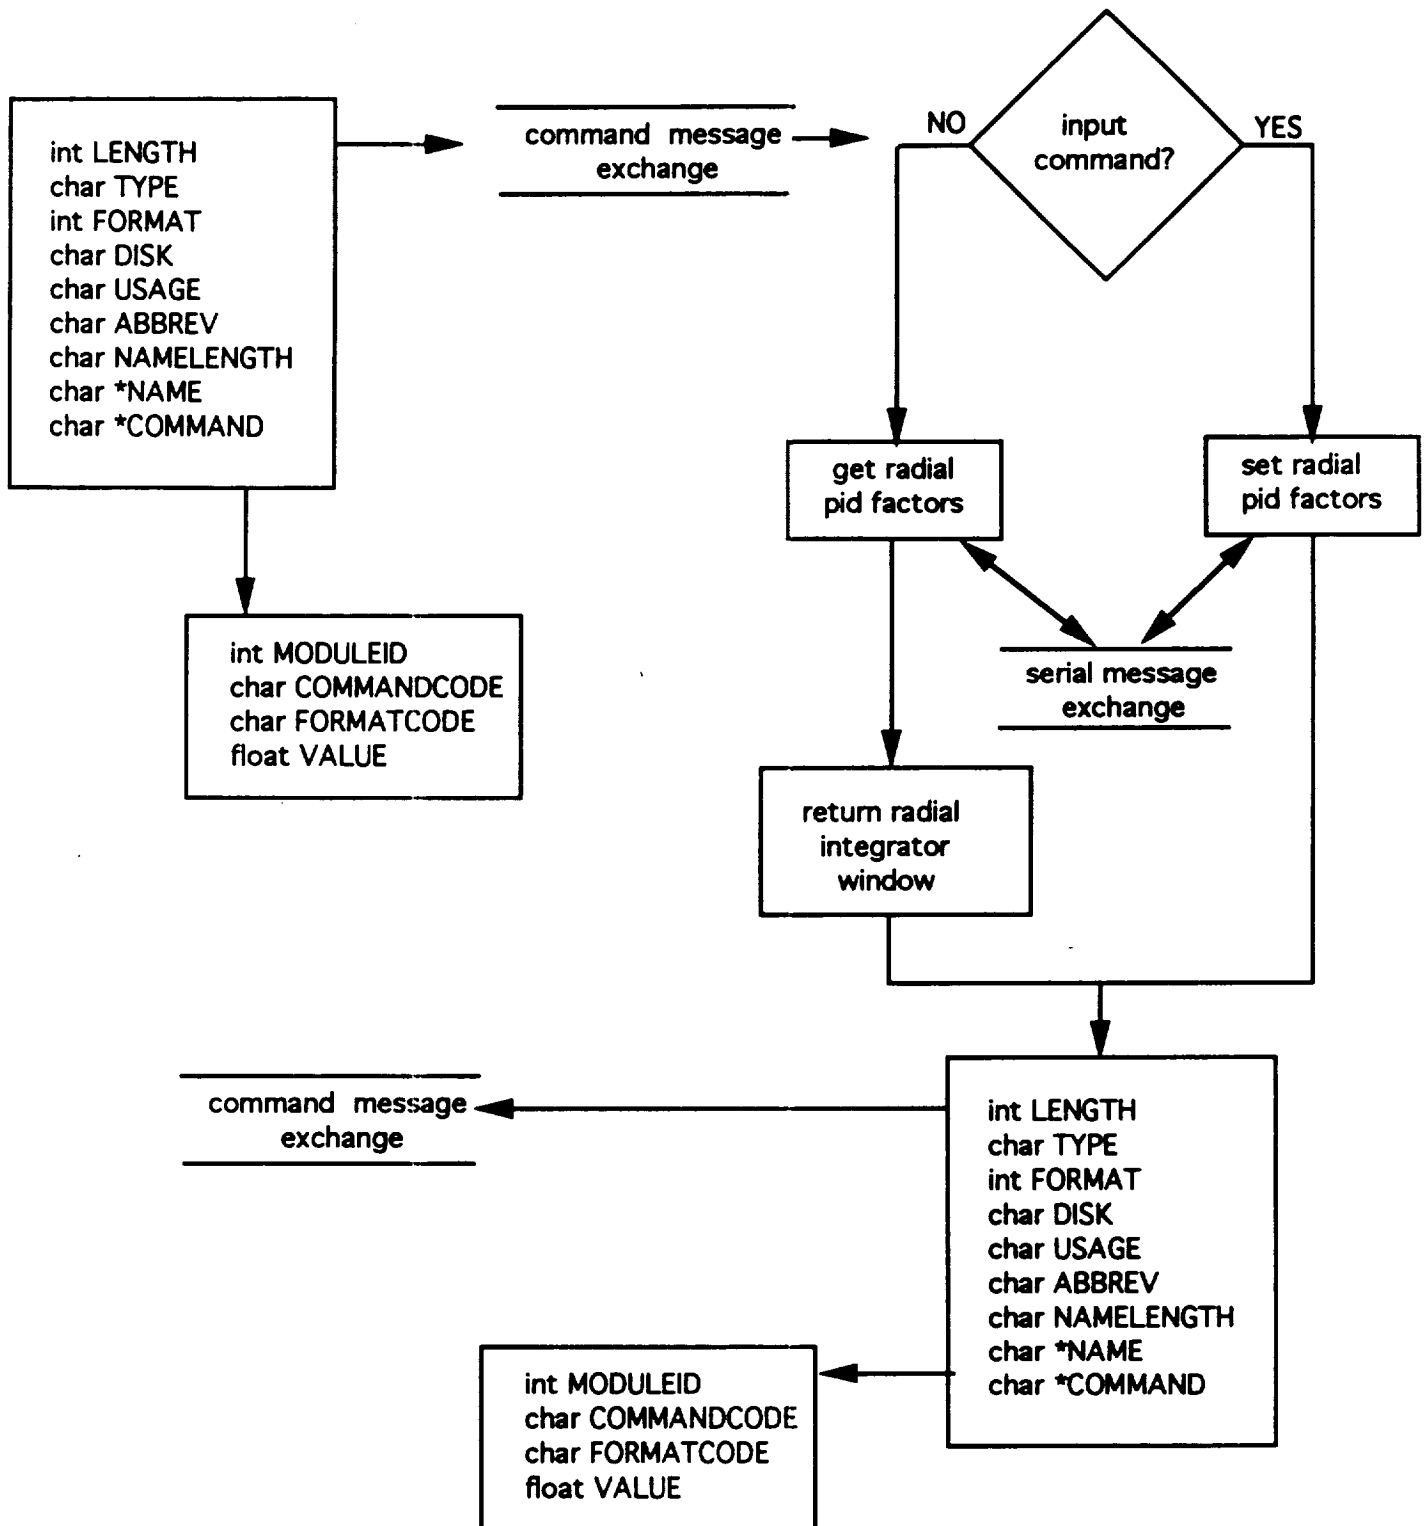 int LENGTH
char TYPE
int FORMAT
char DISK
char USAGE
char ABBREV
char NAMELENGTH
char *NAME
char *COMMAND
command message
exchange
NO
input
command?
YES
get radial
pid factors
set radial
pid factors
int MODULEID
char COMMANDCODE
char FORMATCODE
float VALUE
serial message
exchange
return radial
integrator
window
command message
exchange
int LENGTH
char TYPE
int FORMAT
char DISK
char USAGE
char ABBREV
char NAMELENGTH
char *NAME
char *COMMAND
int MODULEID
char COMMANDCODE
char FORMATCODE
float VALUE